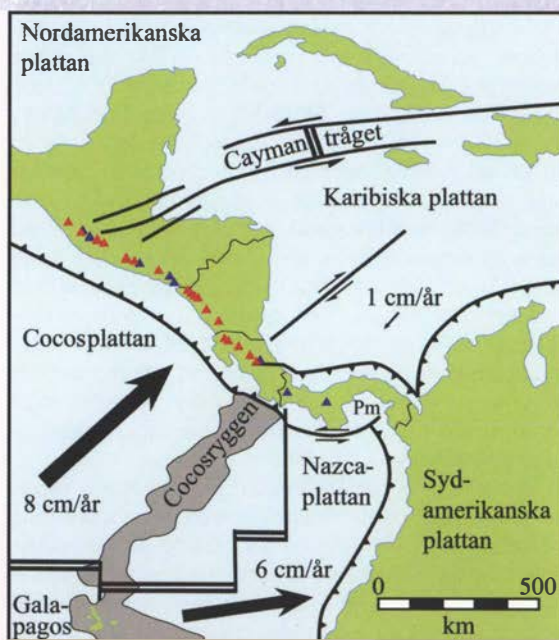 Nordamerikanska
plattan
Cayman tråget
Karibiska plattan
1 cm/år
Cocosplattan
Pm
Cocosryggen
Nazca-
plattan
8 cm/år
Syd-
amerikanska
plattan
6 cm/år
Gala-
pagos
0 500
km